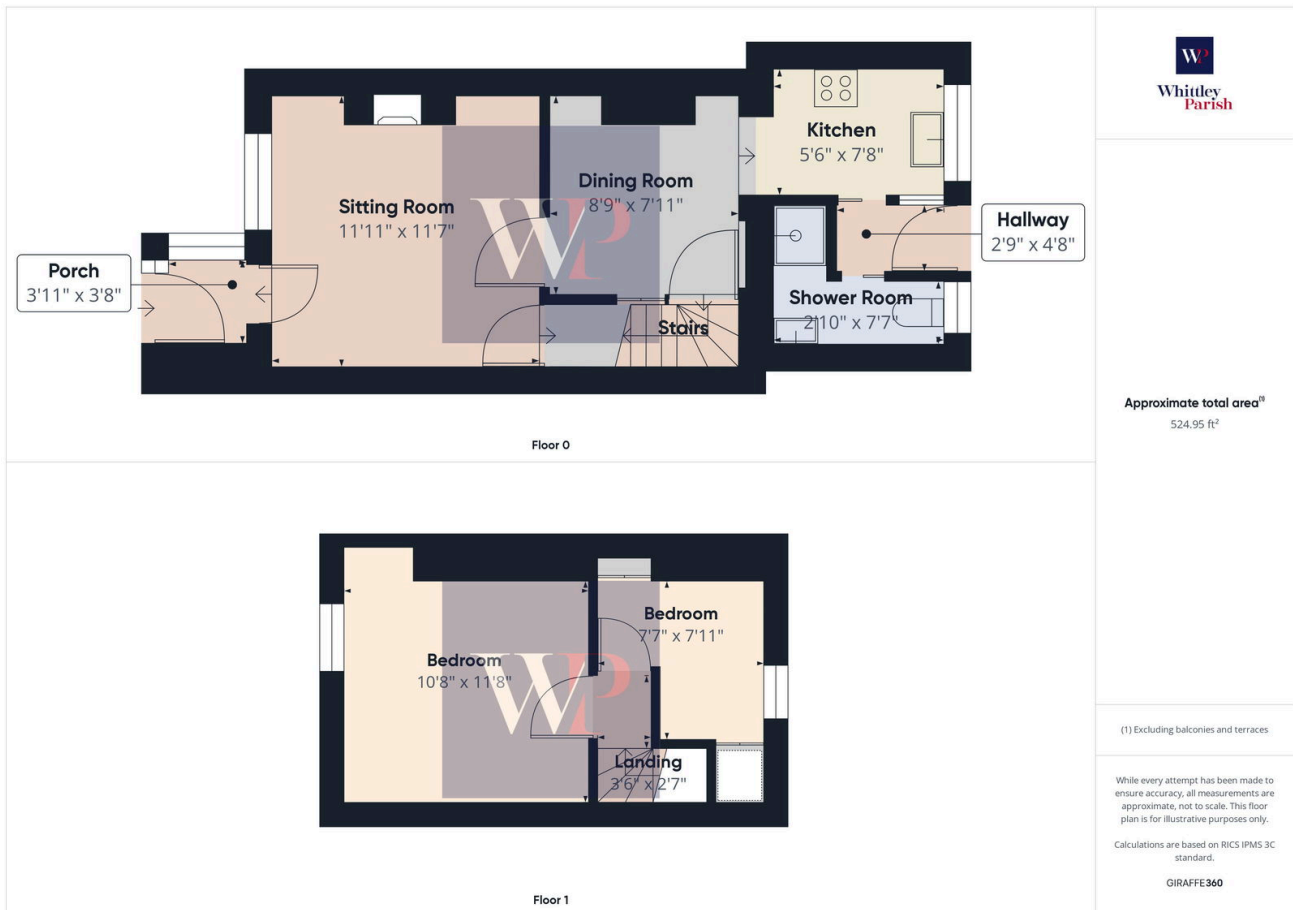 Kitchen
5'6" x 7'8"
Dining Room
8'9" x 7'11"
Sitting Room
11'11" x 11'7"
WP
Hallway
2'9" x 4'8"
Porch
3'11" x 3'8"
Shower Room
2'10" x 7'7"
Stairs
Floor 0
Bedroom
7'7" x 7'11"
Bedroom
10'8" x 11'8"
WP
Landing
3'6" x 2'7"
Floor 1
WP
Whittley
Parish
Approximate total area(1)
524.95 ft²
(1) Excluding balconies and terraces
While every attempt has been made to
ensure accuracy, all measurements are
approximate, not to scale. This floor
plan is for illustrative purposes only.
Calculations are based on RICS IPMS 3C
standard.
GIRAFFE360